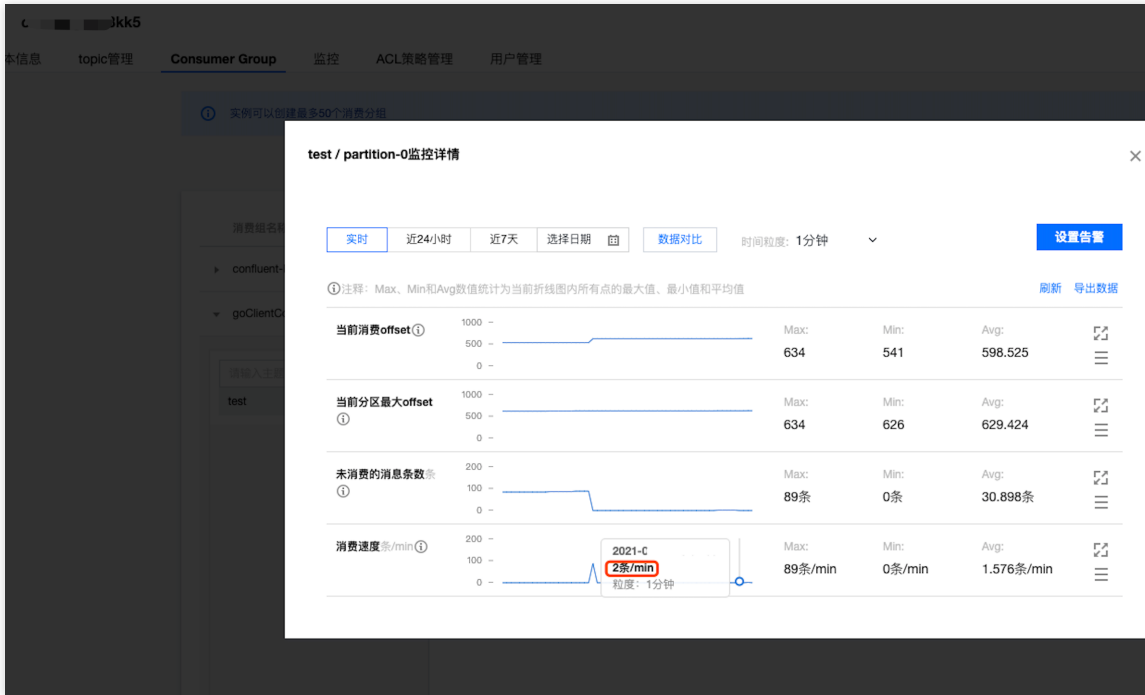 3kk5
本信息 topic管理 Consumer Group 监控 ACL策略管理 用户管理
实例可以创建最多50个消费分组
test / partition-0监控详情
消费组名称
实时 近24小时 近7天 选择日期 数据对比 时间粒度: 1分钟 设置告警
confluent-
注释: Max、Min和Avg数值统计为当前折线图内所有点的最大值、最小值和平均值 刷新 导出数据
goClientCo
当前消费offset 1000 500 0 Max: 634 Min: 541 Avg: 598.525
请输入主题
test
当前分区最大offset 1000 500 0 Max: 634 Min: 626 Avg: 629.424
未消费的消息条数条 200 100 0 Max: 89条 Min: 0条 Avg: 30.898条
消费速度条/min 200 100 0 Max: 89条/min Min: 0条/min Avg: 1.576条/min
2021-0
2条/min
粒度: 1分钟